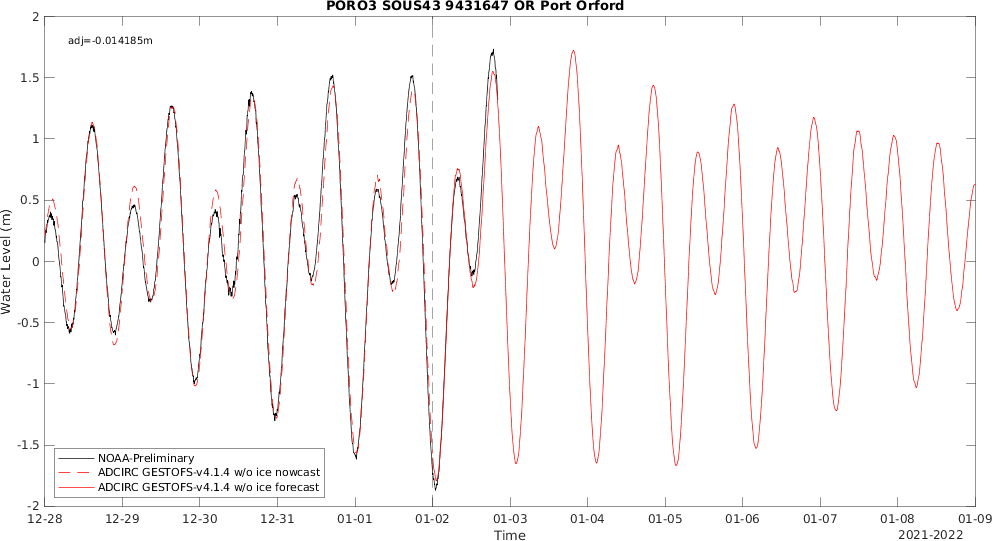 PORO3 SOUS43 9431647 OR Port Orford
adj=-0.014185m
Water Level (m)
2
1.5
1
0.5
0
-0.5
-1
-1.5
-2
NOAA-Preliminary
ADCIRC GESTOFS-v4.1.4 w/o ice nowcast
ADCIRC GESTOFS-v4.1.4 w/o ice forecast
12-28 12-29 12-30 12-31 01-01 01-02 01-03 01-04 01-05 01-06 01-07 01-08 01-09
Time
2021-2022